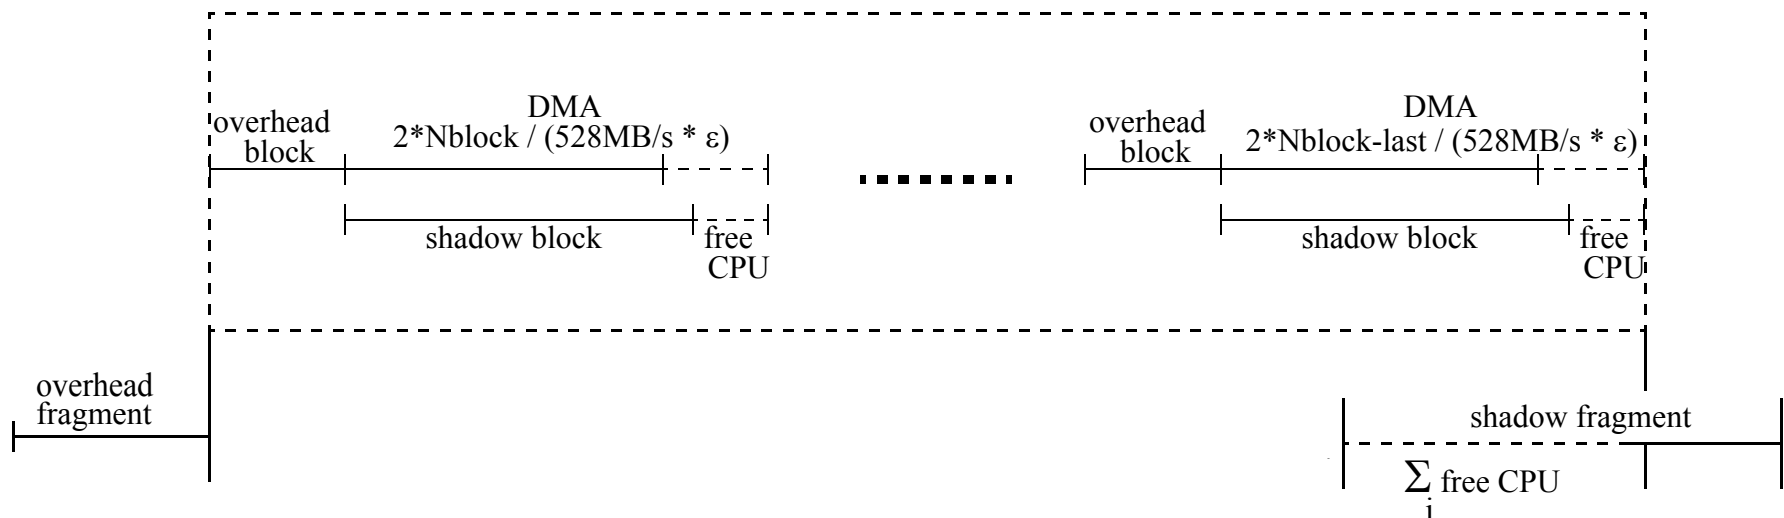 overhead
block
DMA
2*Nblock / (528MB/s * ε)
shadow block
free
CPU
overhead
block
DMA
2*Nblock-last / (528MB/s * ε)
shadow block
free
CPU
overhead
fragment
shadow fragment
Σ free CPU
i